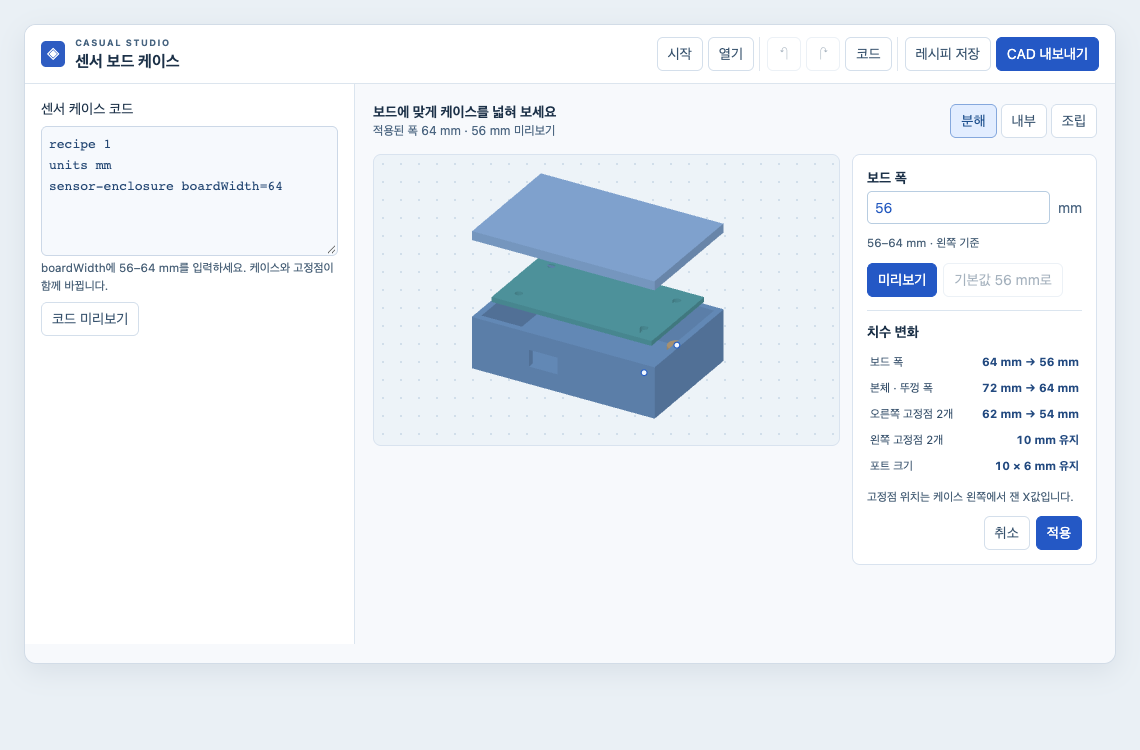 CASUAL STUDIO
센서 보드 케이스
시작
열기
코드
레시피 저장
CAD 내보내기
센서 케이스 코드
recipe 1
units mm
sensor-enclosure boardWidth=64
boardWidth에 56–64 mm를 입력하세요. 케이스와 고정점이
함께 바뀝니다.
코드 미리보기
보드에 맞게 케이스를 넓혀 보세요
적용된 폭 64 mm · 56 mm 미리보기
분해
내부
조립
보드 폭
56 mm
56–64 mm · 왼쪽 기준
미리보기
기본값 56 mm로
치수 변화
보드 폭 64 mm → 56 mm
본체 · 뚜껑 폭 72 mm → 64 mm
오른쪽 고정점 2개 62 mm → 54 mm
왼쪽 고정점 2개 10 mm 유지
포트 크기 10 × 6 mm 유지
고정점 위치는 케이스 왼쪽에서 잰 X값입니다.
취소
적용